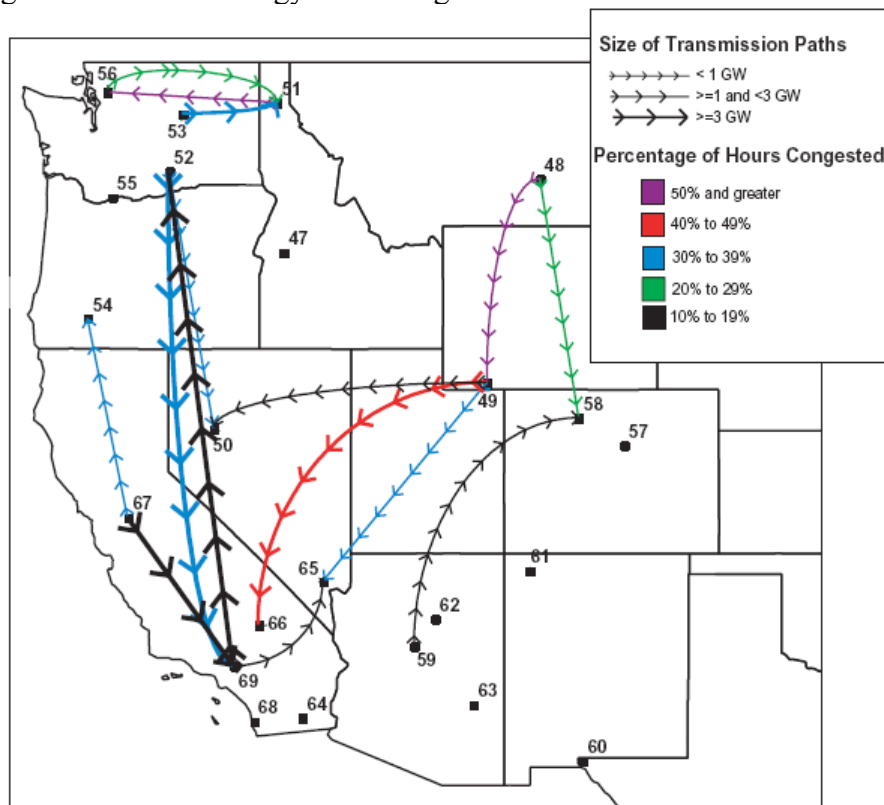 Size of Transmission Paths
< 1 GW
>=1 and <3 GW
>=3 GW
Percentage of Hours Congested
50% and greater
40% to 49%
30% to 39%
20% to 29%
10% to 19%
56
51
53
52
55
48
47
54
49
58
50
57
67
65
61
62
66
59
69
63
68
64
60